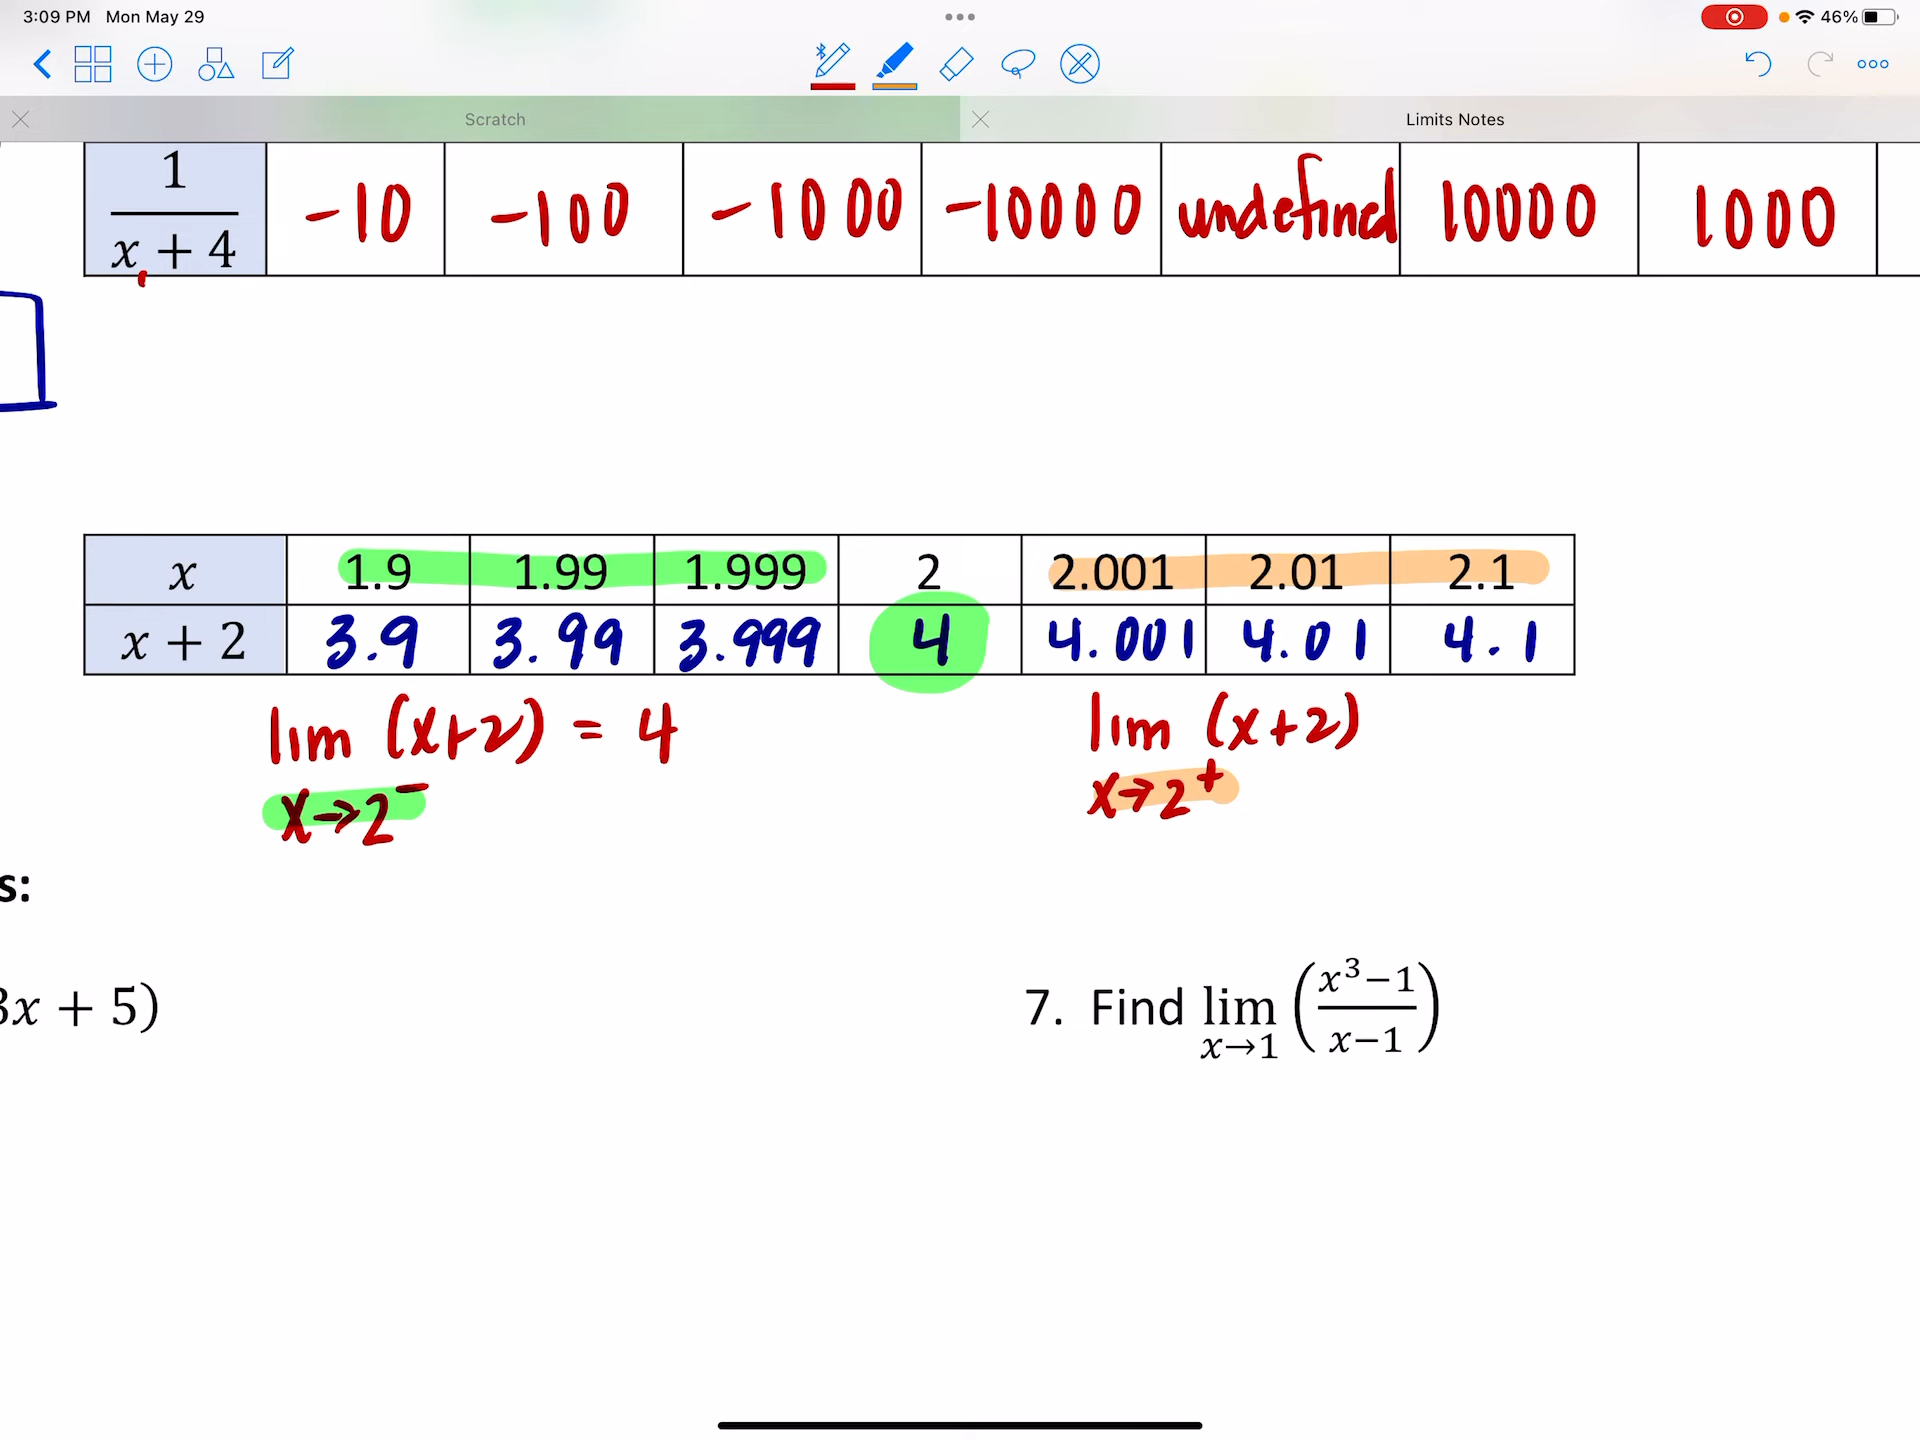 3:09 PM Mon May 29
46%
Scratch
Limits Notes
1/(x + 4) -10 -100 -1000 -10000 undefined 10000 1000
x 1.9 1.99 1.999 2 2.001 2.01 2.1
x + 2 3.9 3.99 3.999 4 4.001 4.01 4.1
lim (x+2) = 4
x→2⁻
lim (x+2)
x→2⁺
s:
3x + 5)
7. Find lim ((x³−1)/(x−1))
x→1